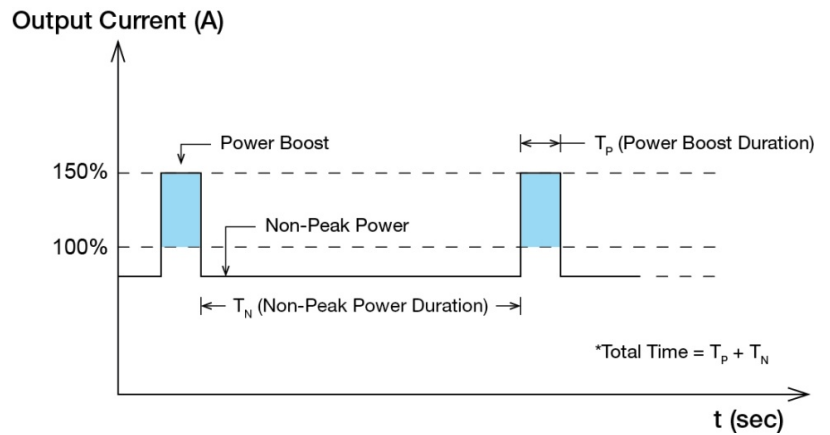 Output Current (A)
Power Boost
T_P (Power Boost Duration)
150%
Non-Peak Power
100%
T_N (Non-Peak Power Duration)
*Total Time = T_P + T_N
t (sec)